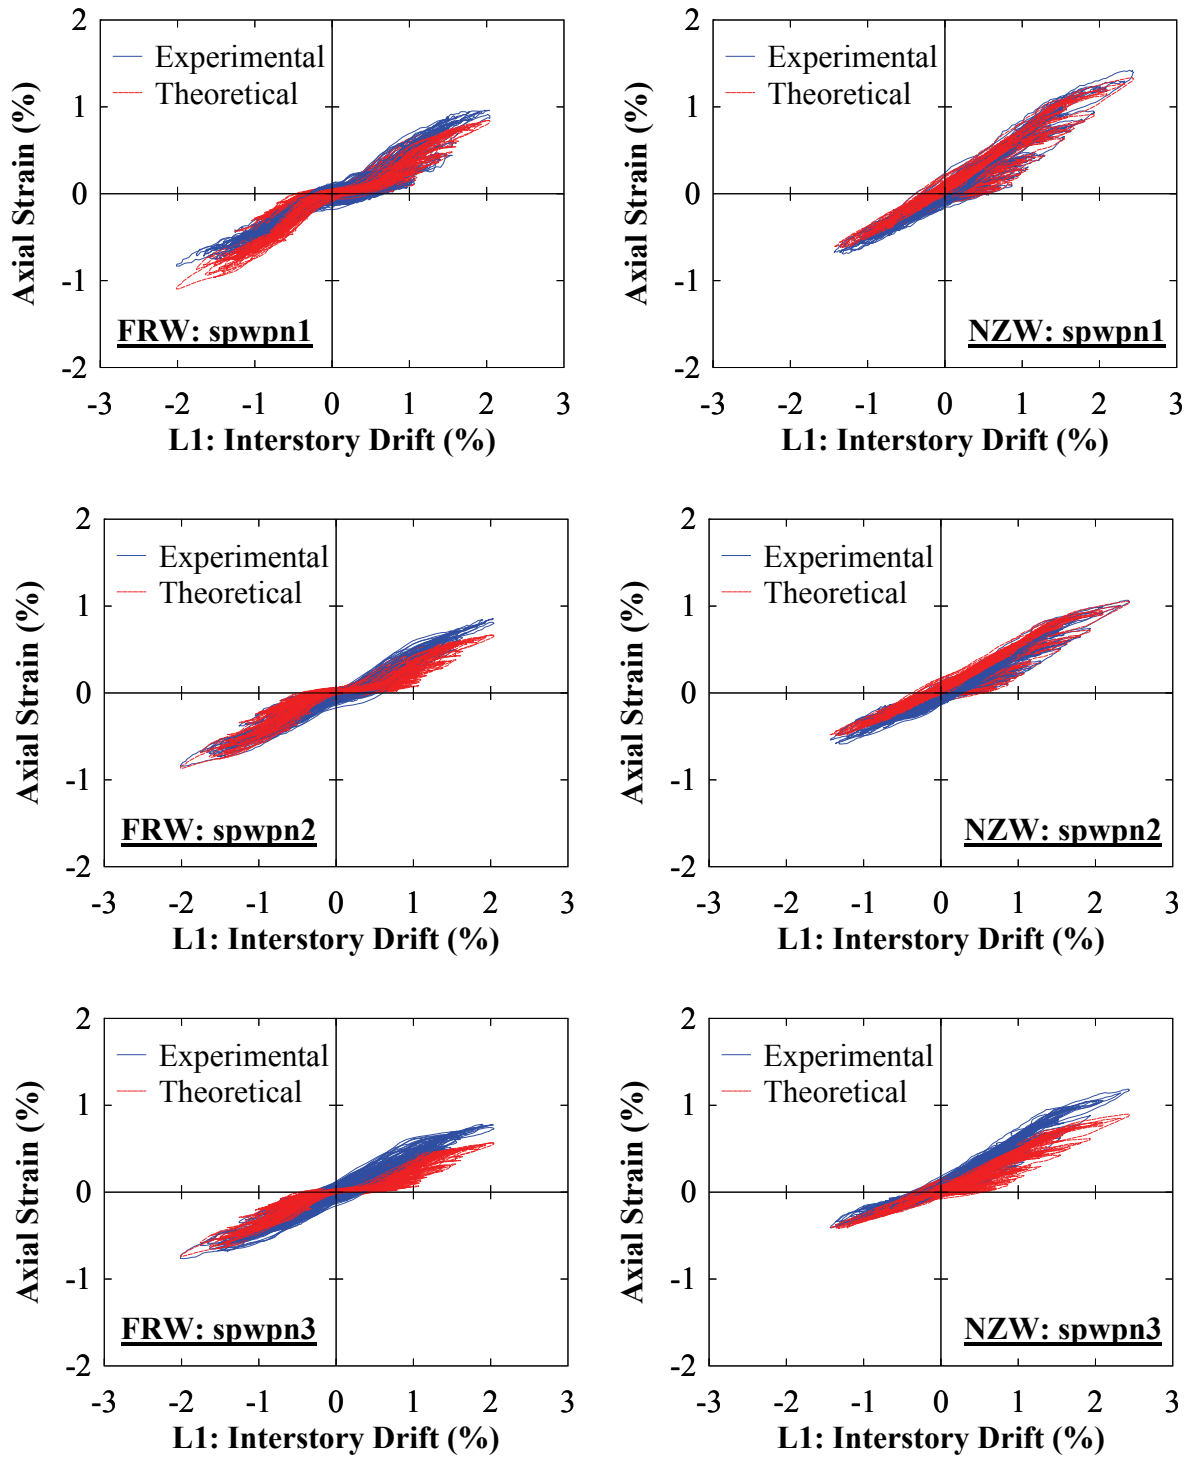 2
1
0
-1
-2
Axial Strain (%)
Experimental
Theoretical
FRW: spwpn1
-3 -2 -1 0 1 2 3
L1: Interstory Drift (%)
2
1
0
-1
-2
Axial Strain (%)
Experimental
Theoretical
NZW: spwpn1
-3 -2 -1 0 1 2 3
L1: Interstory Drift (%)
2
1
0
-1
-2
Axial Strain (%)
Experimental
Theoretical
FRW: spwpn2
-3 -2 -1 0 1 2 3
L1: Interstory Drift (%)
2
1
0
-1
-2
Axial Strain (%)
Experimental
Theoretical
NZW: spwpn2
-3 -2 -1 0 1 2 3
L1: Interstory Drift (%)
2
1
0
-1
-2
Axial Strain (%)
Experimental
Theoretical
FRW: spwpn3
-3 -2 -1 0 1 2 3
L1: Interstory Drift (%)
2
1
0
-1
-2
Axial Strain (%)
Experimental
Theoretical
NZW: spwpn3
-3 -2 -1 0 1 2 3
L1: Interstory Drift (%)